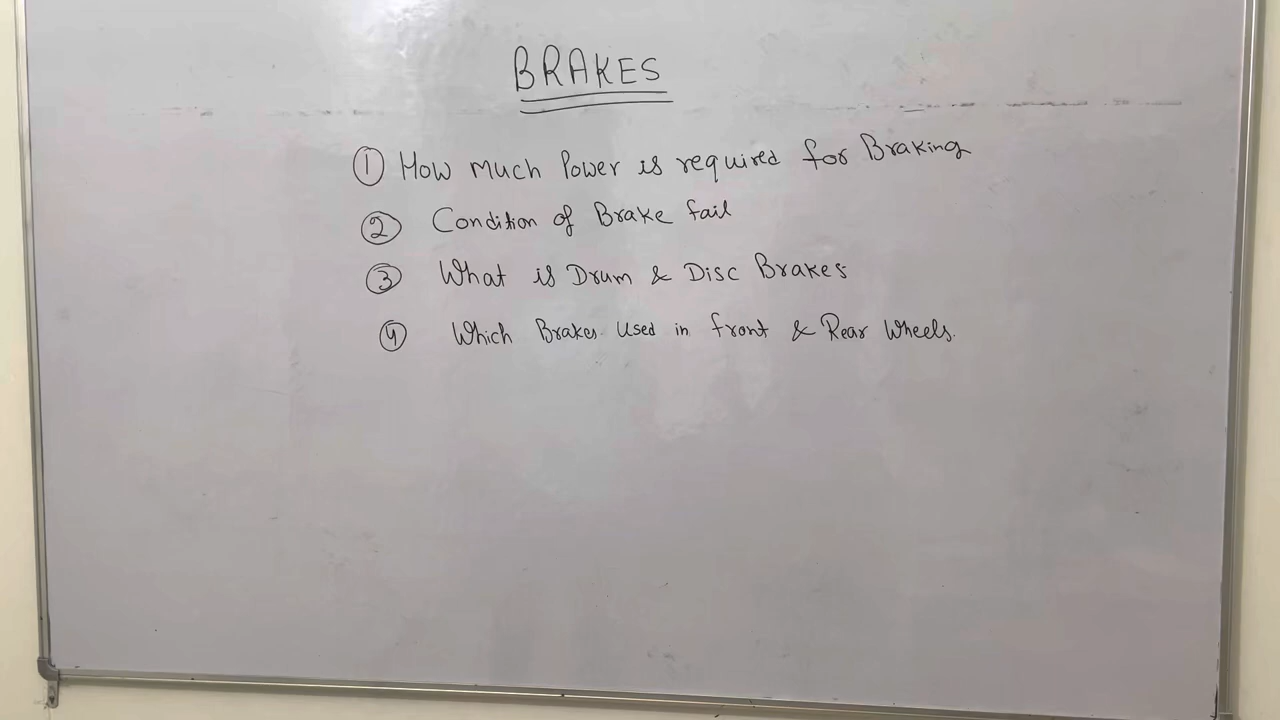 BRAKES
① How much Power is required for Braking
② Condition of Brake fail
③ What is Drum & Disc Brakes
④ Which Brakes Used in front & Rear Wheels.